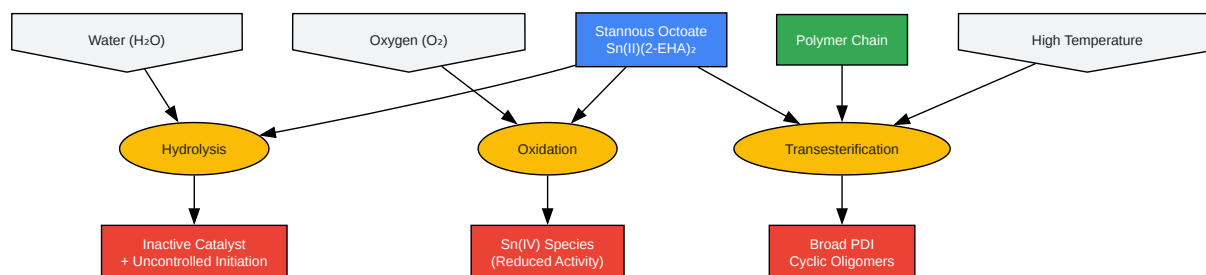 Water (H₂O)
Oxygen (O₂)
Stannous Octoate
Sn(II)(2-EHA)₂
Polymer Chain
High Temperature
Hydrolysis
Oxidation
Transesterification
Inactive Catalyst
+ Uncontrolled Initiation
Sn(IV) Species
(Reduced Activity)
Broad PDI
Cyclic Oligomers